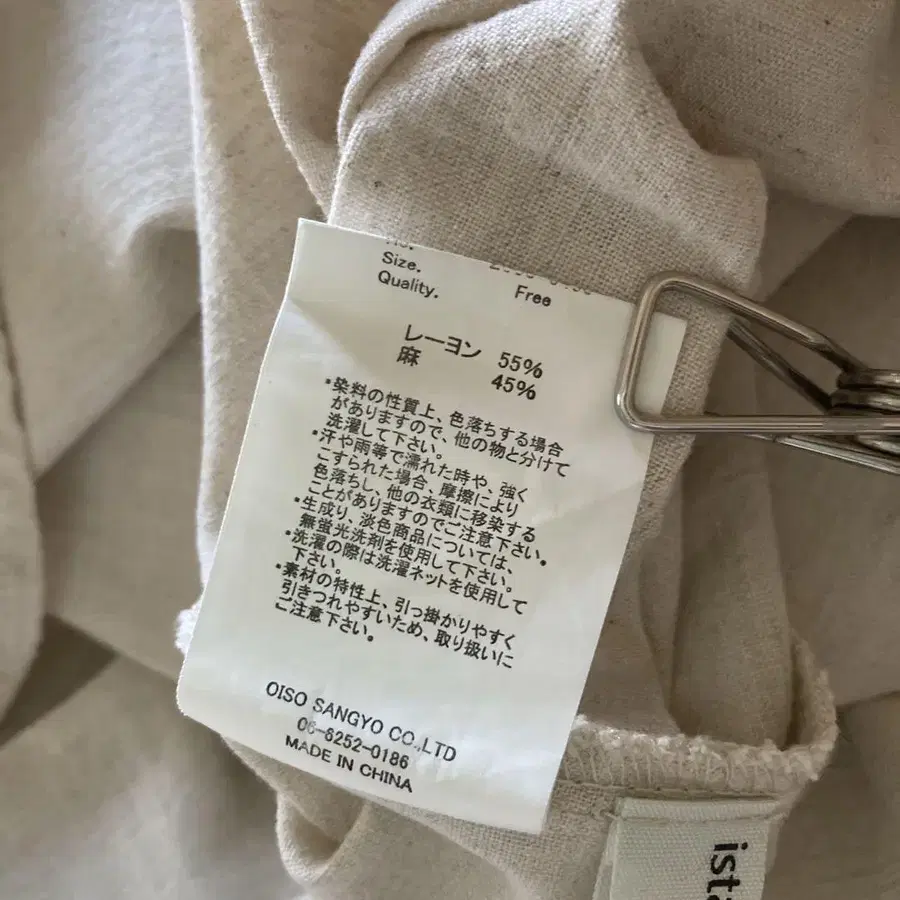 Size.
Quality.
Free
レーヨン 55%
麻 45%
・染料の性質上、色落ちする場合
がありますので、他の物と分けて
洗濯して下さい。
・汗や雨等で濡れた時や、強く
こすられた場合、摩擦により
色落ちし、他の衣類に移染する
ことがありますのでご注意下さい。
・生成り、淡色商品については、
無蛍光洗剤を使用して下さい。
・洗濯の際は洗濯ネットを使用して
下さい。
・素材の特性上、引っ掛かりやすく
引きつれやすいため、取り扱いに
ご注意下さい。
OISO SANGYO CO.,LTD
06-6252-0186
MADE IN CHINA